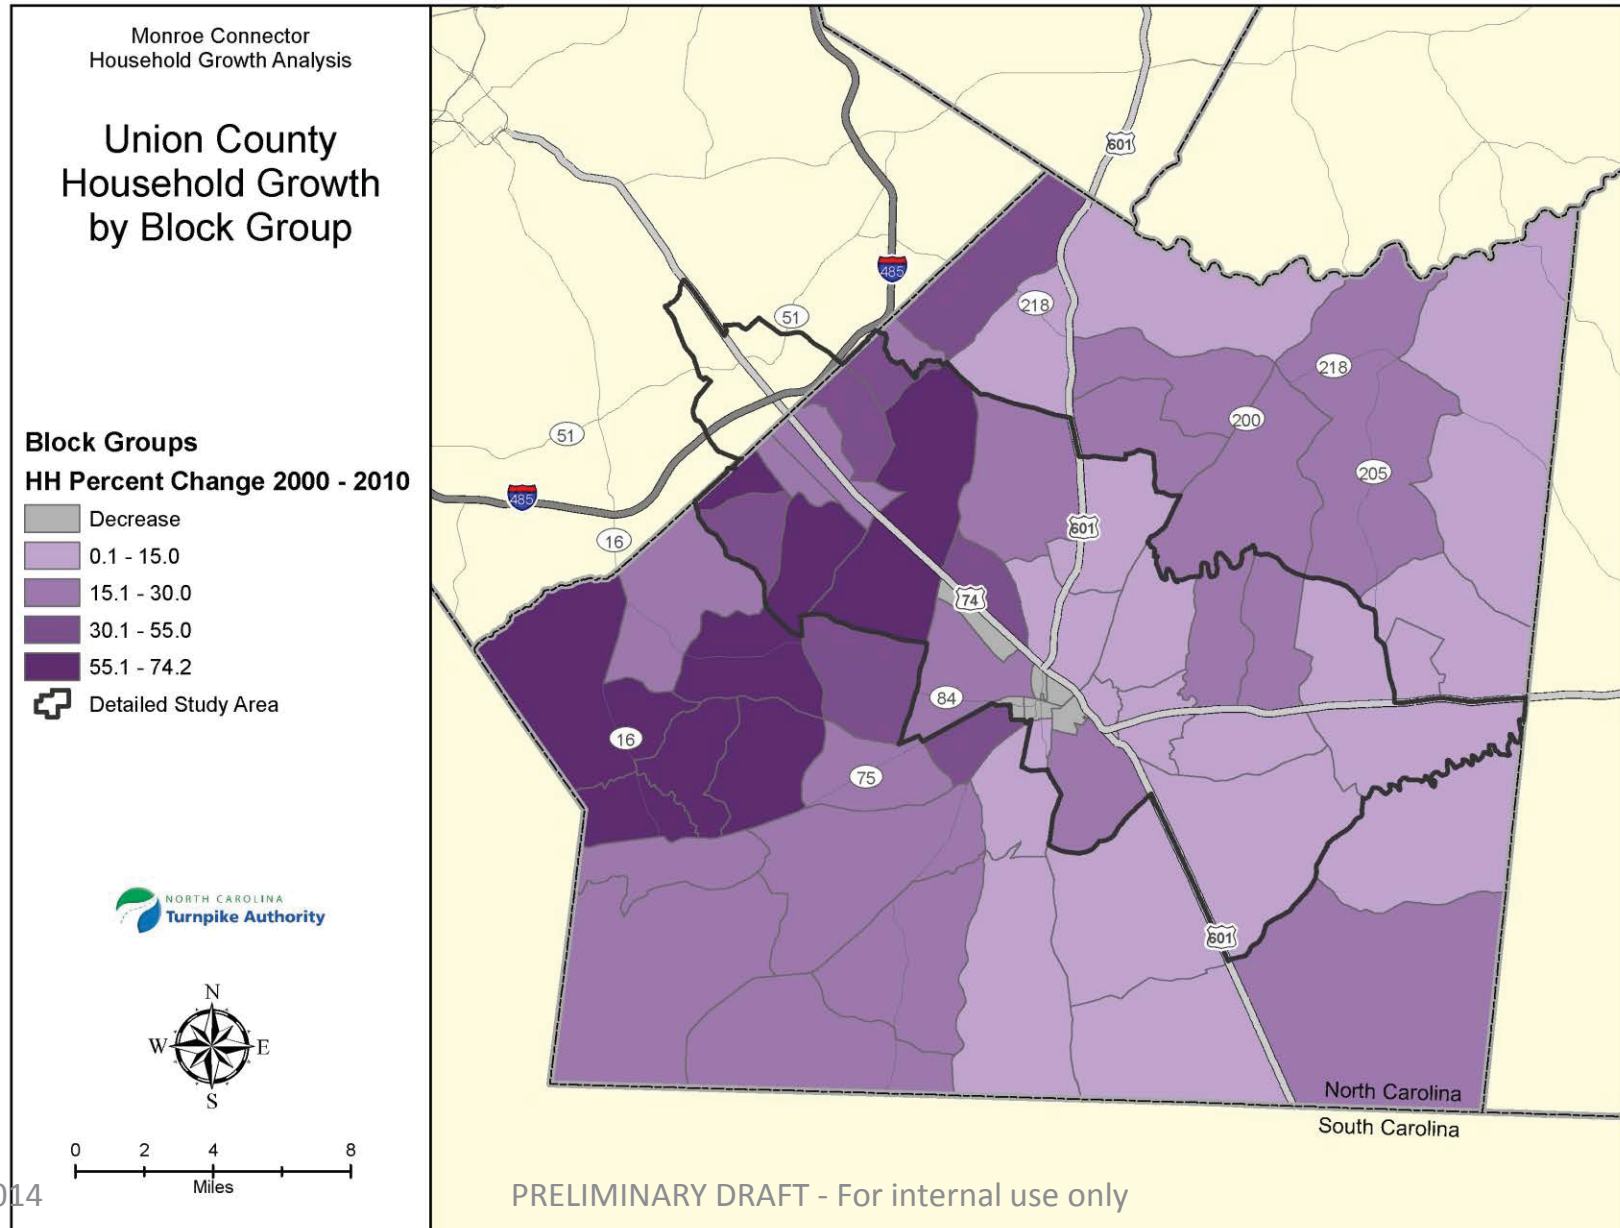 Monroe Connector
Household Growth Analysis
Union County
Household Growth
by Block Group
Block Groups
HH Percent Change 2000 - 2010
Decrease
0.1 - 15.0
15.1 - 30.0
30.1 - 55.0
55.1 - 74.2
Detailed Study Area
NORTH CAROLINA
Turnpike Authority
N
W E
S
0 2 4 8
Miles
601
485
218
51
218
51
200
205
485
16
601
74
84
16
75
601
North Carolina
South Carolina
014
PRELIMINARY DRAFT - For internal use only